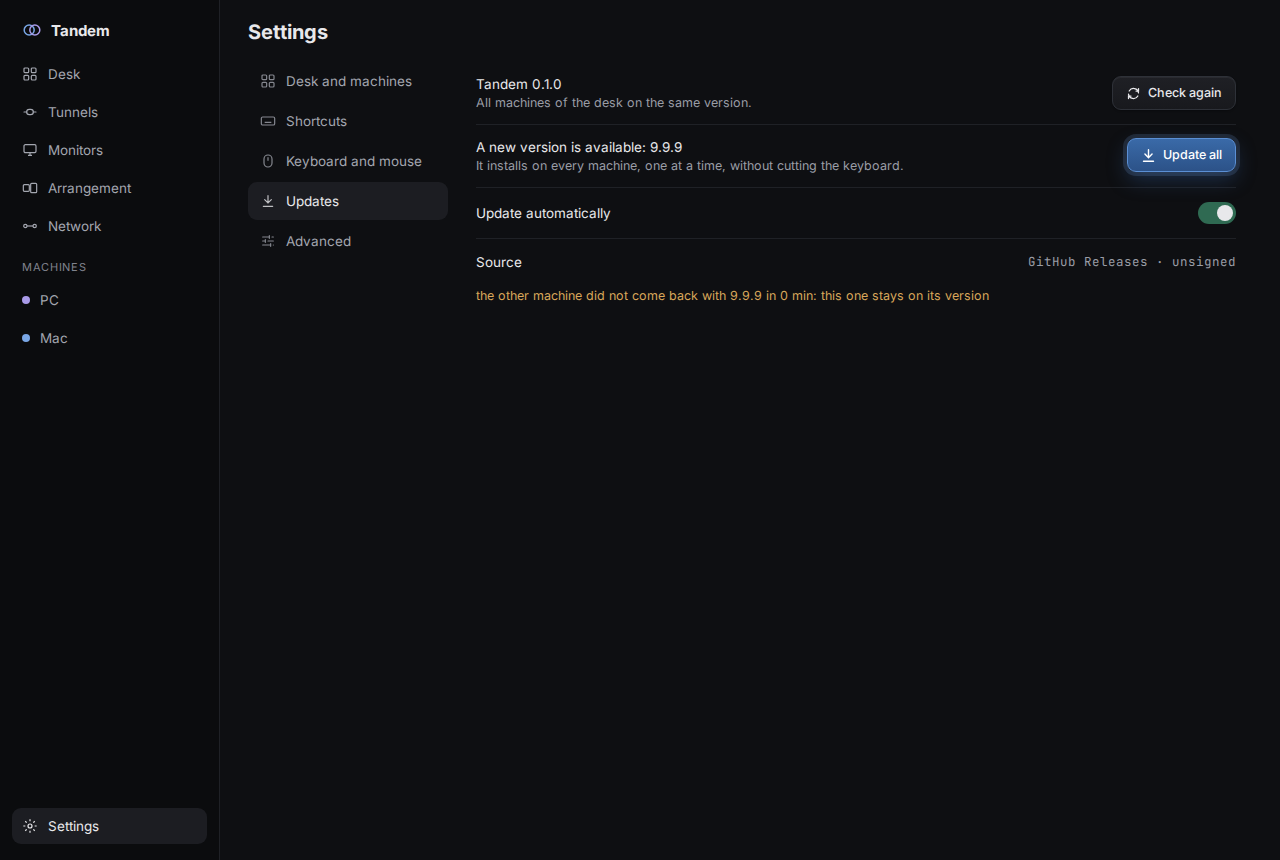 Tandem
Desk
Tunnels
Monitors
Arrangement
Network
MACHINES
PC
Mac
Settings
Settings
Desk and machines
Shortcuts
Keyboard and mouse
Updates
Advanced
Tandem 0.1.0
All machines of the desk on the same version.
Check again
A new version is available: 9.9.9
It installs on every machine, one at a time, without cutting the keyboard.
Update all
Update automatically
Source
GitHub Releases · unsigned
the other machine did not come back with 9.9.9 in 0 min: this one stays on its version